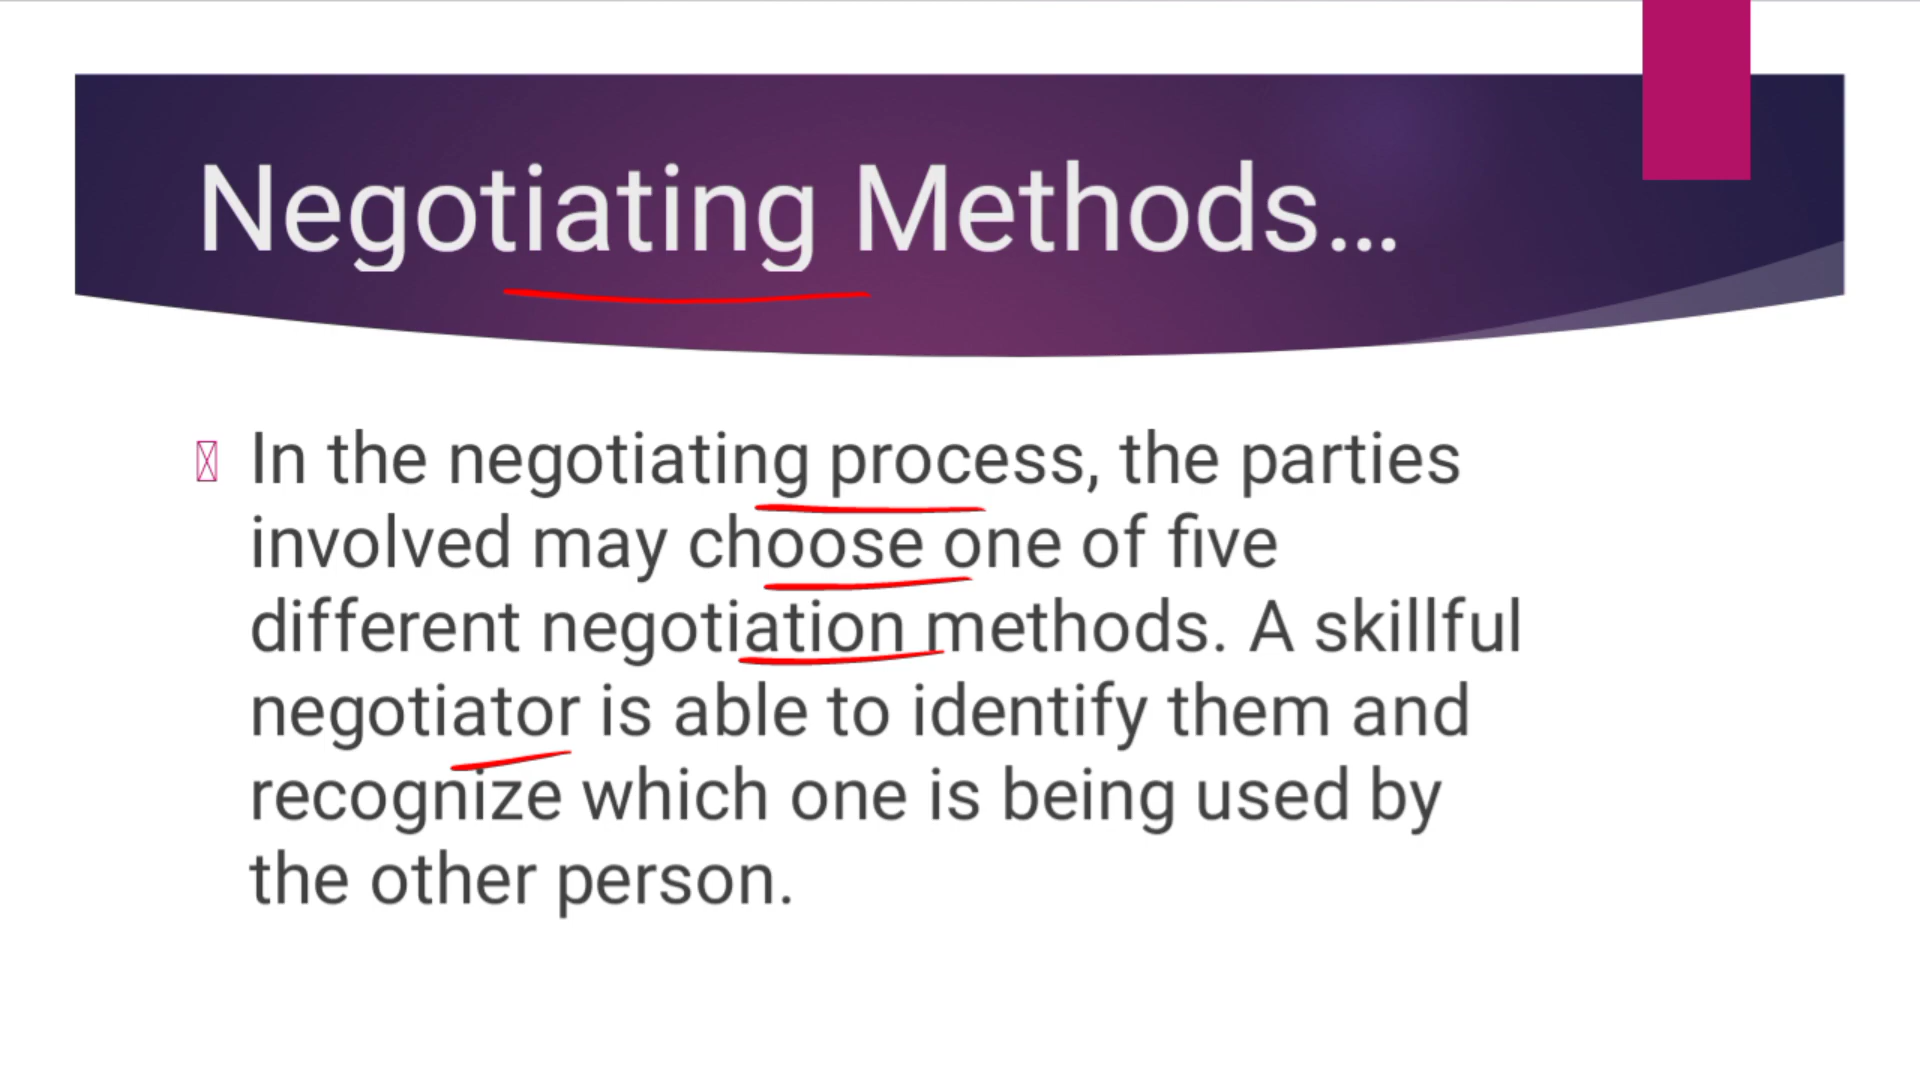 Negotiating Methods...
In the negotiating process, the parties
involved may choose one of five
different negotiation methods. A skillful
negotiator is able to identify them and
recognize which one is being used by
the other person.